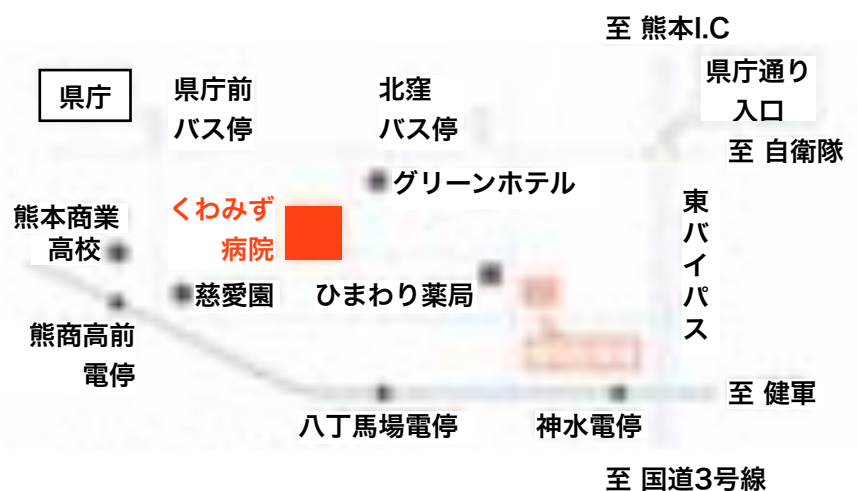 至 熊本I.C
県庁
県庁前
バス停
北窪
バス停
県庁通り
入口
至 自衛隊
グリーンホテル
くわみず
病院
熊本商業
高校
東バイパス
慈愛園
ひまわり薬局
熊商高前
電停
至 健軍
八丁馬場電停
神水電停
至 国道3号線